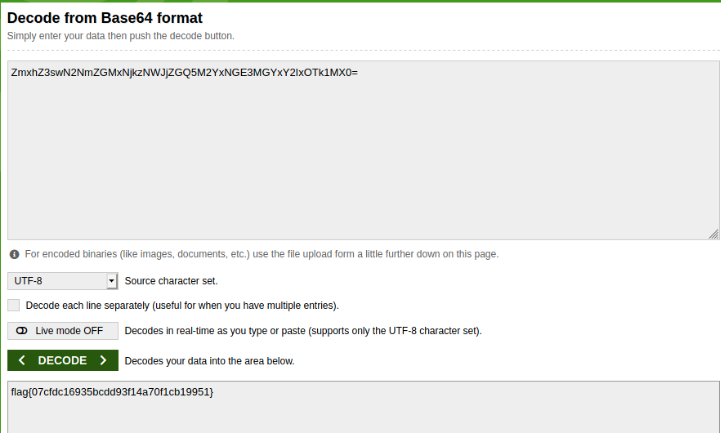 Decode from Base64 format
Simply enter your data then push the decode button.
ZmxhZ3swN2NmZGMxNjkzNWJjZGQ5M2YxNGE3MGYxY2IxOTk1MX0=
For encoded binaries (like images, documents, etc.) use the file upload form a little further down on this page.
UTF-8 Source character set.
Decode each line separately (useful for when you have multiple entries).
Live mode OFF Decodes in real-time as you type or paste (supports only the UTF-8 character set).
< DECODE > Decodes your data into the area below.
flag{07cfdc16935bcdd93f14a70f1cb19951}